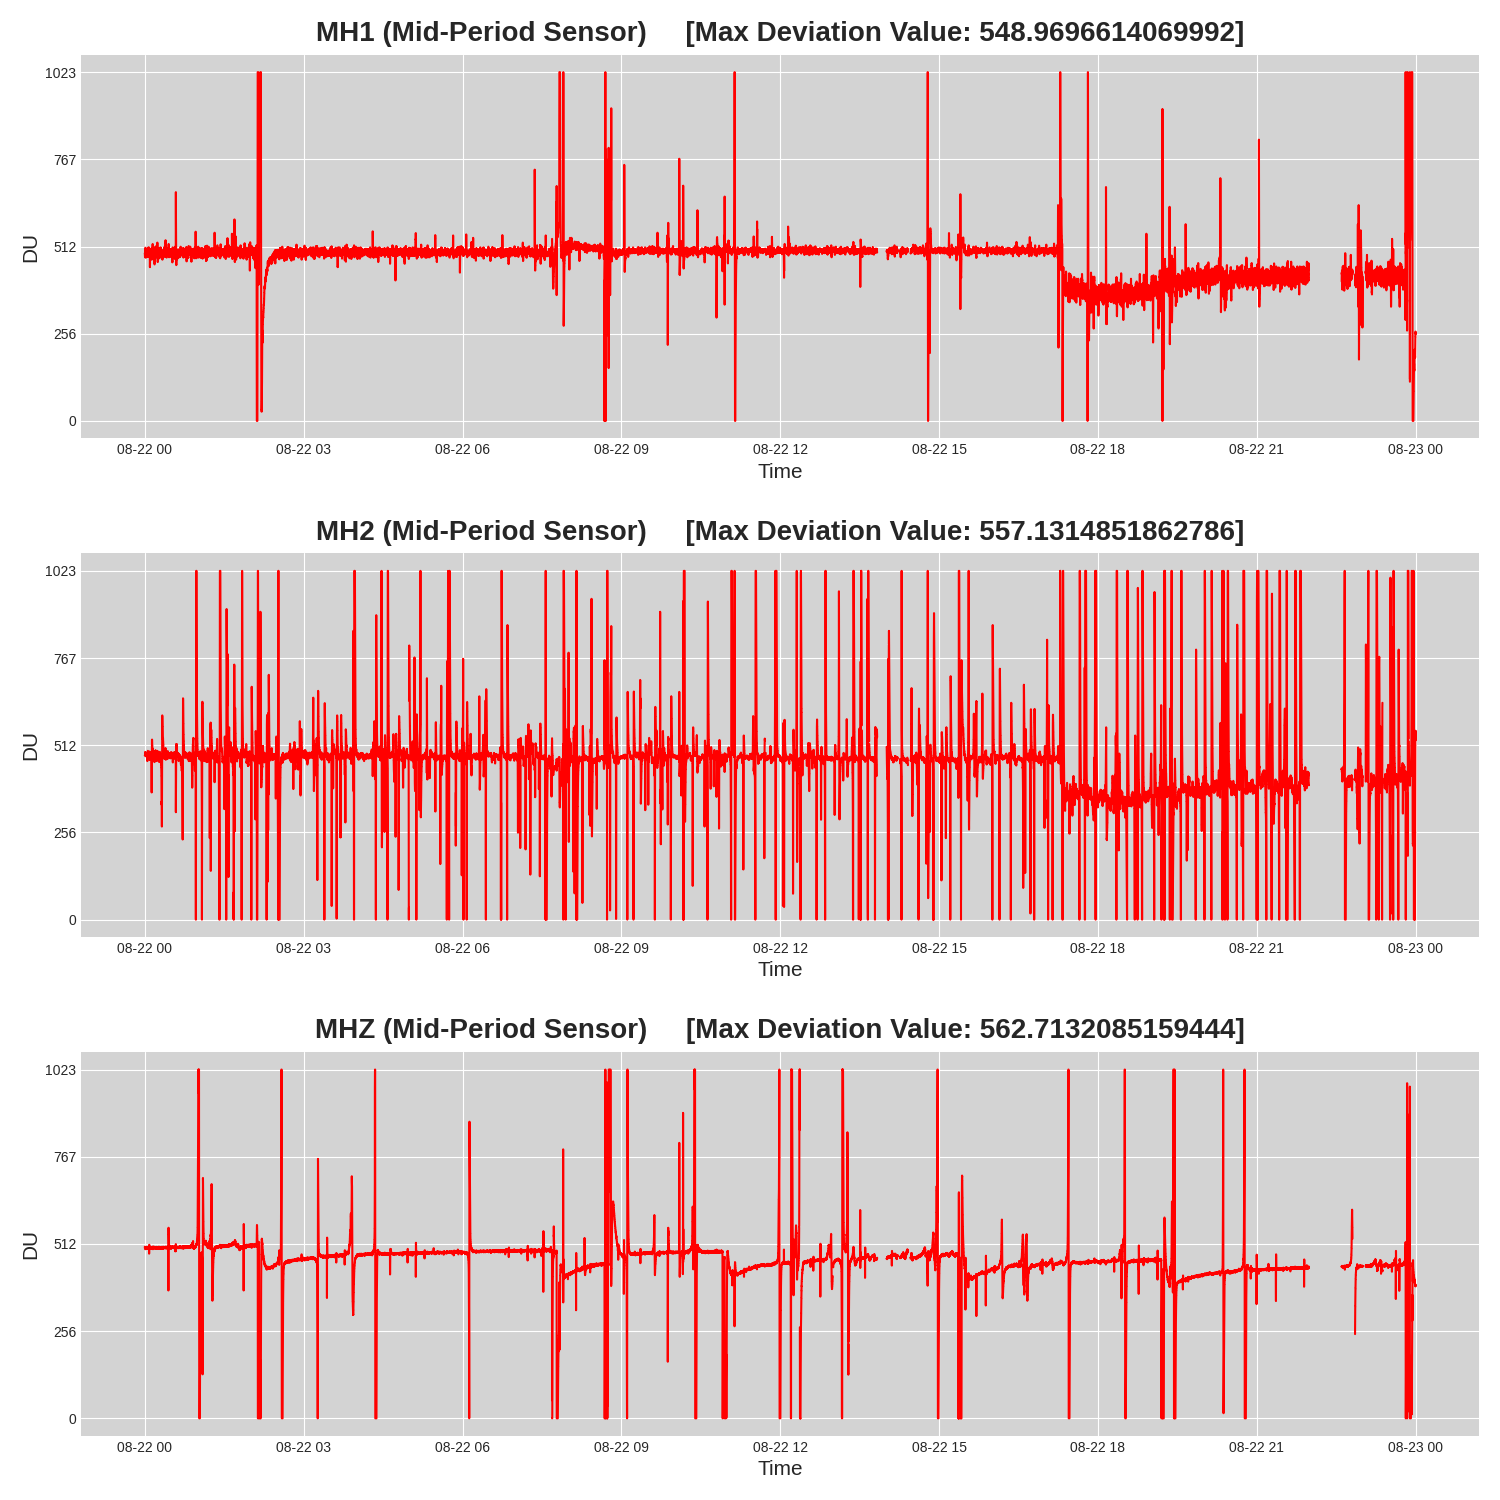 MH1 (Mid-Period Sensor)     [Max Deviation Value: 548.9696614069992]
1023
767
512
256
0
DU
08-22 00 08-22 03 08-22 06 08-22 09 08-22 12 08-22 15 08-22 18 08-22 21 08-23 00
Time
MH2 (Mid-Period Sensor)     [Max Deviation Value: 557.1314851862786]
1023
767
512
256
0
DU
08-22 00 08-22 03 08-22 06 08-22 09 08-22 12 08-22 15 08-22 18 08-22 21 08-23 00
Time
MHZ (Mid-Period Sensor)     [Max Deviation Value: 562.7132085159444]
1023
767
512
256
0
DU
08-22 00 08-22 03 08-22 06 08-22 09 08-22 12 08-22 15 08-22 18 08-22 21 08-23 00
Time